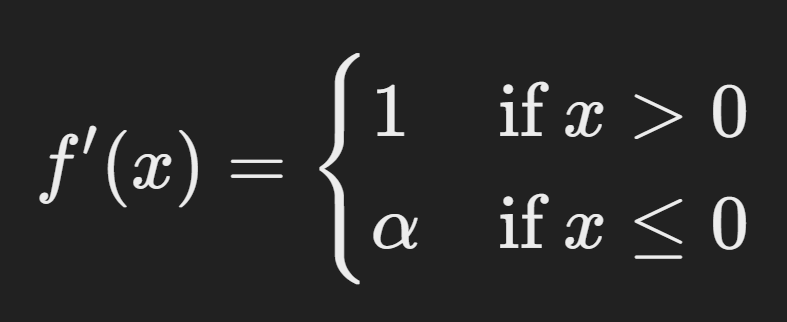 f′(x) = { 1 if x > 0
α if x ≤ 0